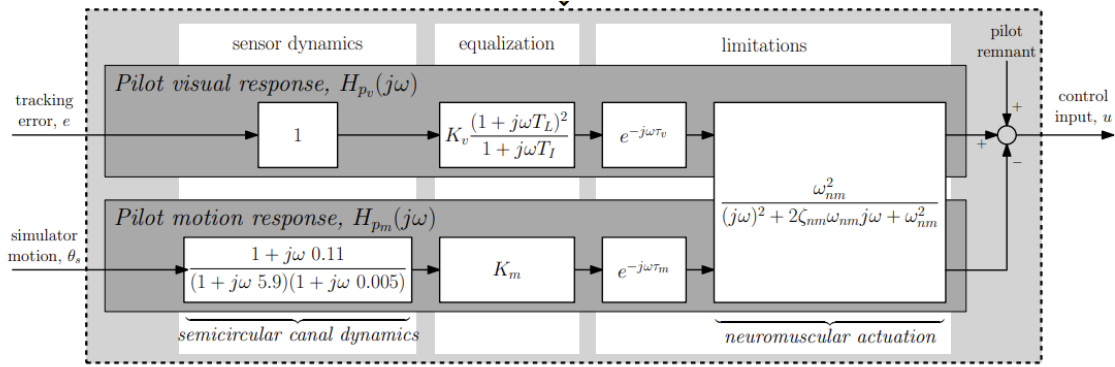 sensor dynamics
equalization
limitations
pilot
remnant
Pilot visual response, H_{p_v}(jω)
tracking
error, e
1
K_v \frac{(1 + jωT_L)^2}{1 + jωT_I}
e^{-jωτ_v}
+
+
−
control
input, u
\frac{ω_{nm}^2}{(jω)^2 + 2ζ_{nm}ω_{nm}jω + ω_{nm}^2}
Pilot motion response, H_{p_m}(jω)
simulator
motion, θ_s
\frac{1 + jω 0.11}{(1 + jω 5.9)(1 + jω 0.005)}
K_m
e^{-jωτ_m}
semicircular canal dynamics
neuromuscular actuation